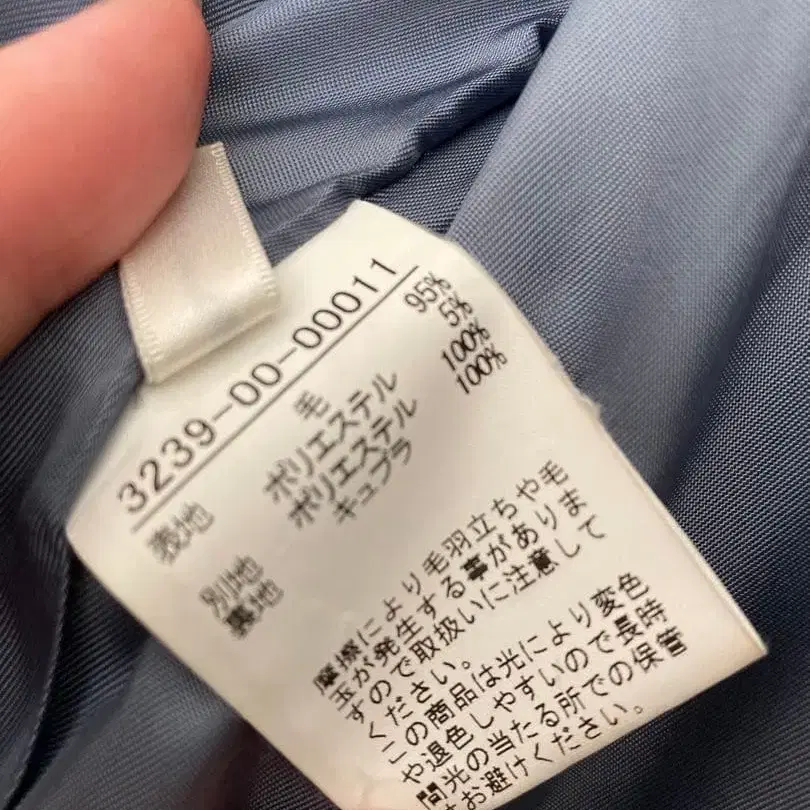 3239-00-00011
表地 毛 95%
ポリエステル 5%
別地 ポリエステル 100%
裏地 キュプラ 100%
摩擦により毛羽立ちや毛
玉が発生する事がありま
すので取扱いに注意して
ください。
この商品は光により変色
や退色しやすいので長時
間光の当たる所での保管
はお避けください。